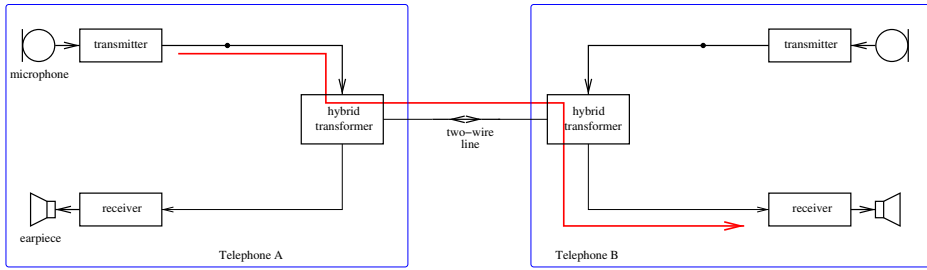 transmitter
transmitter
microphone
hybrid
transformer
hybrid
transformer
two-wire
line
receiver
receiver
earpiece
Telephone A
Telephone B